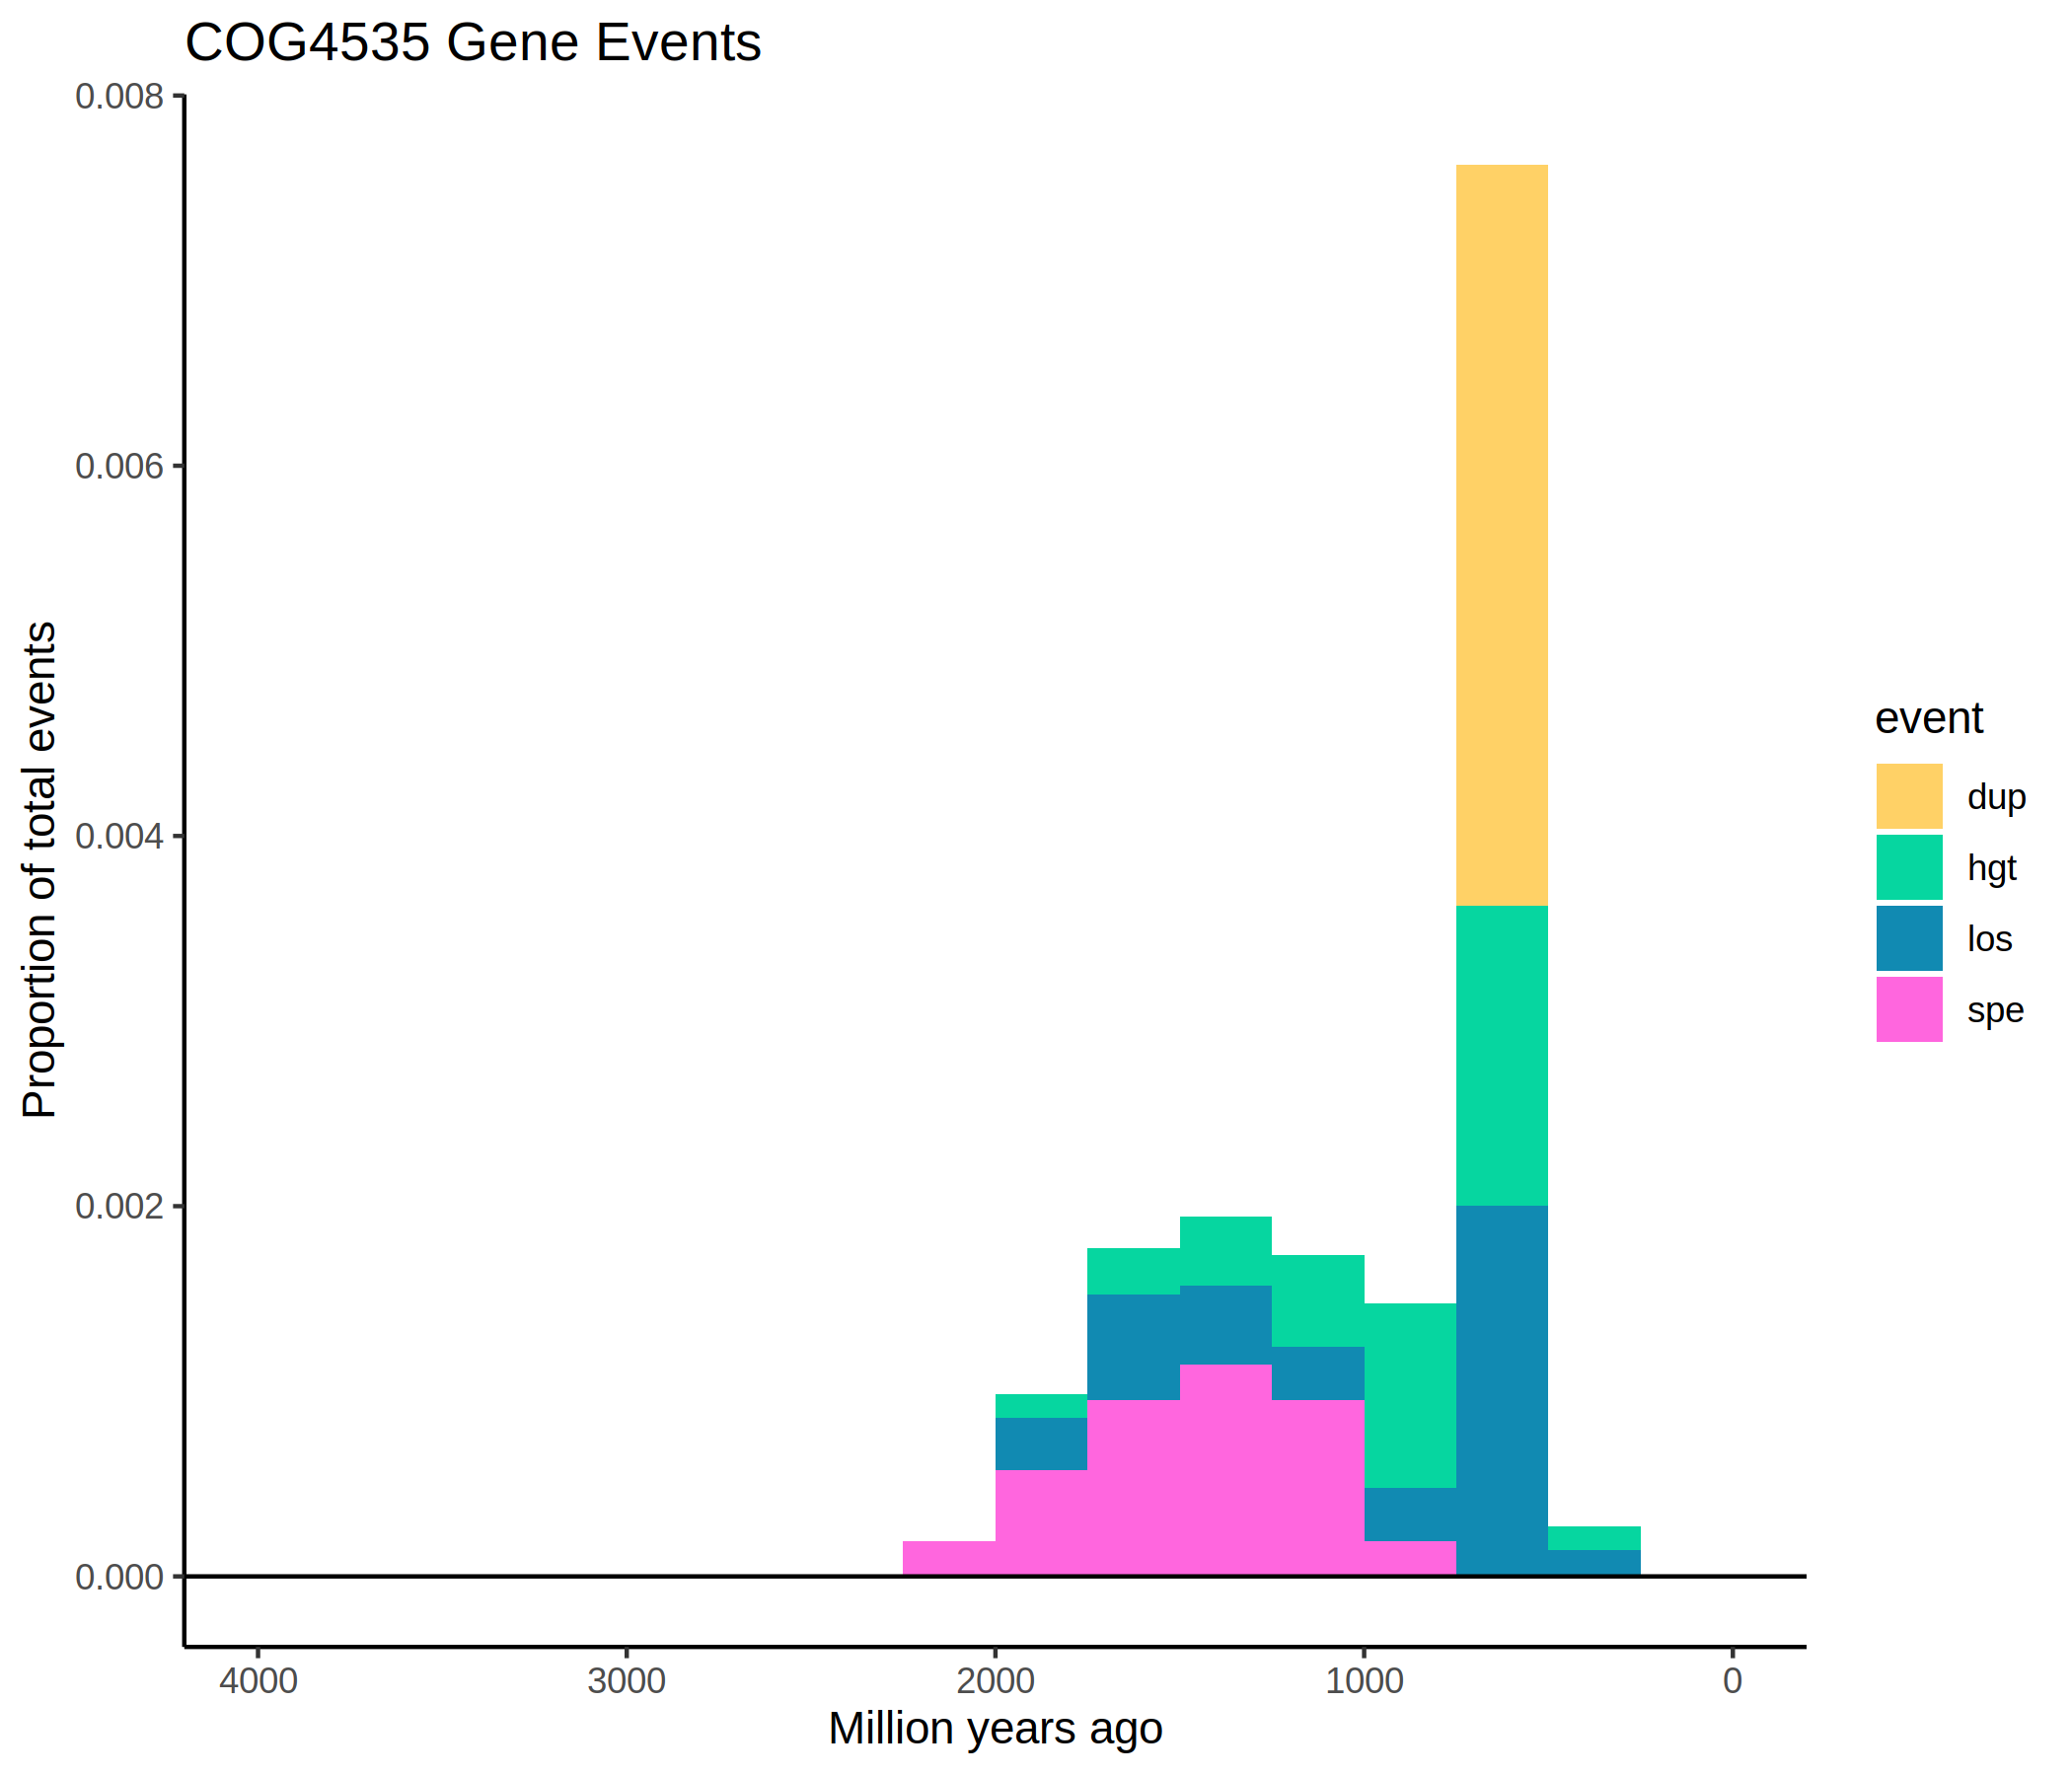 COG4535 Gene Events
Proportion of total events
0.008
0.006
0.004
0.002
0.000
4000 3000 2000 1000 0
Million years ago
event
dup
hgt
los
spe